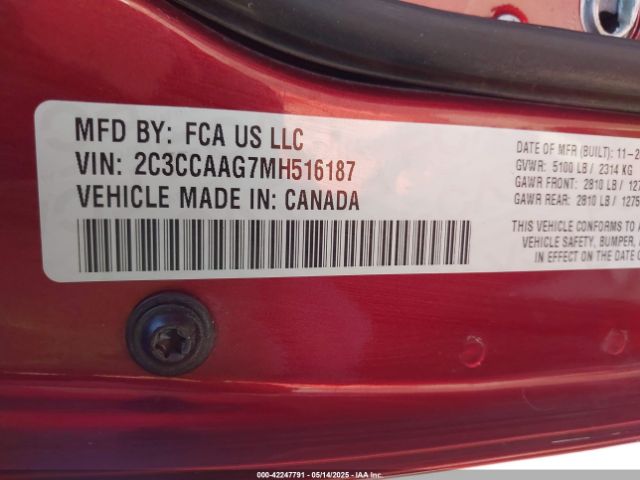 MFD BY: FCA US LLC
VIN: 2C3CCAAG7MH516187
VEHICLE MADE IN: CANADA
DATE OF MFR (BUILT): 11-2
GVWR: 5100 LB / 2314 KG
GAWR FRONT: 2810 LB / 127
GAWR REAR: 2810 LB / 1275
THIS VEHICLE CONFORMS TO A
VEHICLE SAFETY, BUMPER,
IN EFFECT ON THE DATE O
000-42247791 - 05/14/2025 - IAA Inc.